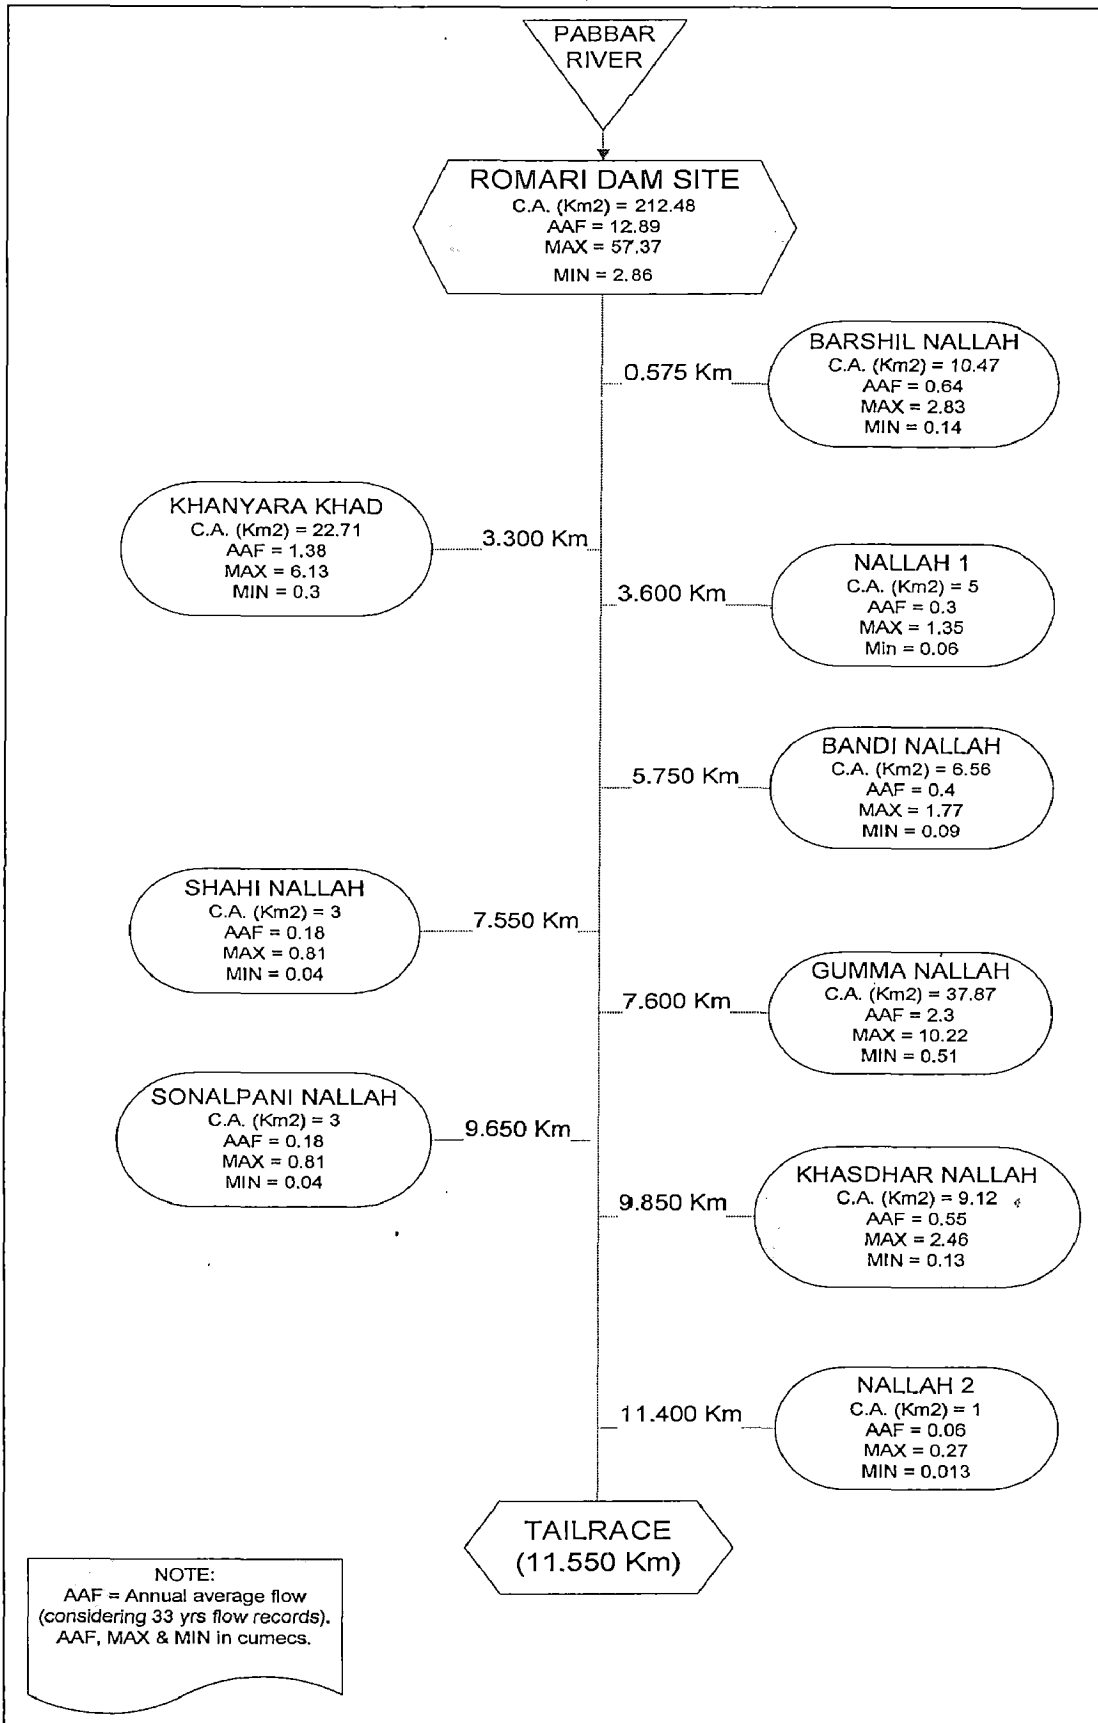 PABBAR
RIVER
ROMARI DAM SITE
C.A. (Km2) = 212.48
AAF = 12.89
MAX = 57.37
MIN = 2.86
BARSHIL NALLAH
C.A. (Km2) = 10.47
AAF = 0.64
MAX = 2.83
MIN = 0.14
0.575 Km
KHANYARA KHAD
C.A. (Km2) = 22.71
AAF = 1.38
MAX = 6.13
MIN = 0.3
3.300 Km
NALLAH 1
C.A. (Km2) = 5
AAF = 0.3
MAX = 1.35
Min = 0.06
3.600 Km
BANDI NALLAH
C.A. (Km2) = 6.56
AAF = 0.4
MAX = 1.77
MIN = 0.09
5.750 Km
SHAHI NALLAH
C.A. (Km2) = 3
AAF = 0.18
MAX = 0.81
MIN = 0.04
7.550 Km
GUMMA NALLAH
C.A. (Km2) = 37.87
AAF = 2.3
MAX = 10.22
MIN = 0.51
7.600 Km
SONALPANI NALLAH
C.A. (Km2) = 3
AAF = 0.18
MAX = 0.81
MIN = 0.04
9.650 Km
KHASDHAR NALLAH
C.A. (Km2) = 9.12
AAF = 0.55
MAX = 2.46
MIN = 0.13
9.850 Km
NALLAH 2
C.A. (Km2) = 1
AAF = 0.06
MAX = 0.27
MIN = 0.013
11.400 Km
TAILRACE
(11.550 Km)
NOTE:
AAF = Annual average flow
(considering 33 yrs flow records).
AAF, MAX & MIN in cumecs.